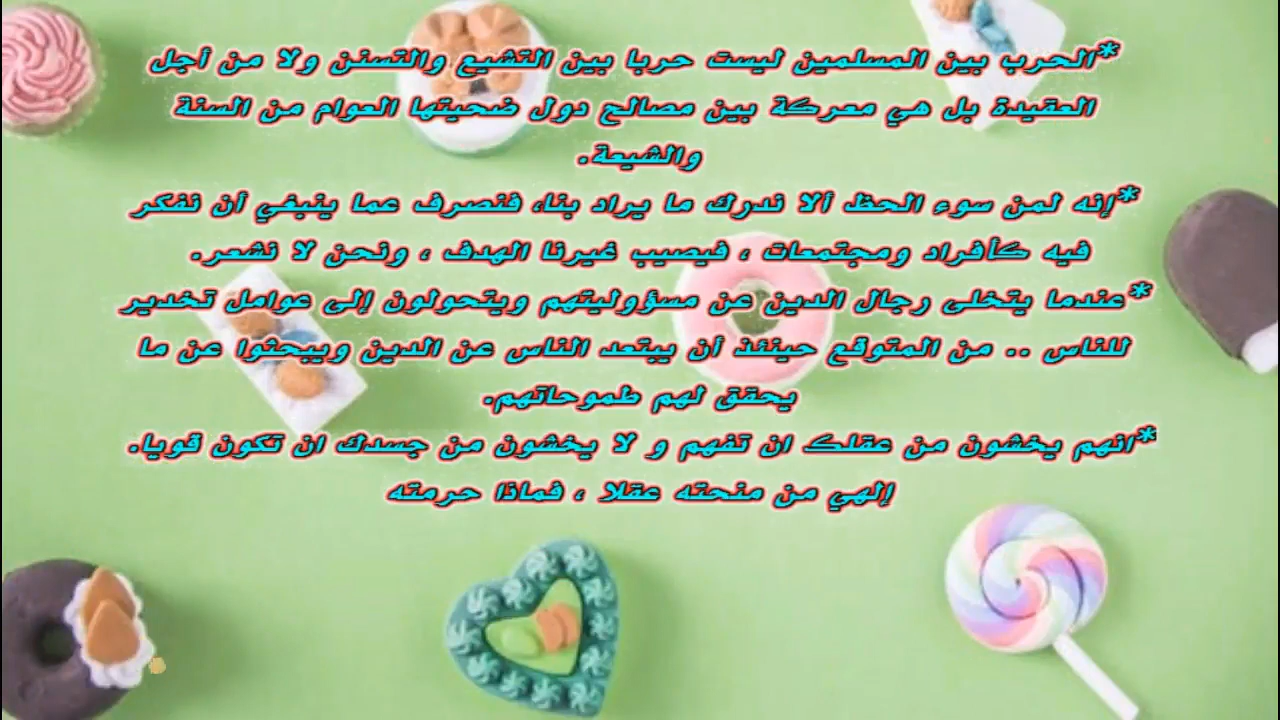 *الحرب بين المسلمين ليست حربا بين التشيع والتسنن ولا من أجل
العقيدة بل هي معركة بين مصالح دول ضحيتها العوام من السنة
والشيعة.
*إنه لمن سوء الحظ ألا ندرك ما يراد بنا، فنصرف عما ينبغي أن نفكر
فيه كأفراد ومجتمعات ، فيصيب غيرنا الهدف ، ونحن لا نشعر.
*عندما يتخلى رجال الدين عن مسؤوليتهم ويتحولون إلى عوامل تخدير
للناس .. من المتوقع حينئذ أن يبتعد الناس عن الدين ويبحثوا عن ما
يحقق لهم طموحاتهم.
*انهم يخشون من عقلك ان تفهم و لا يخشون من جسدك ان تكون قويا.
إلهي من منحته عقلا ، فماذا حرمته